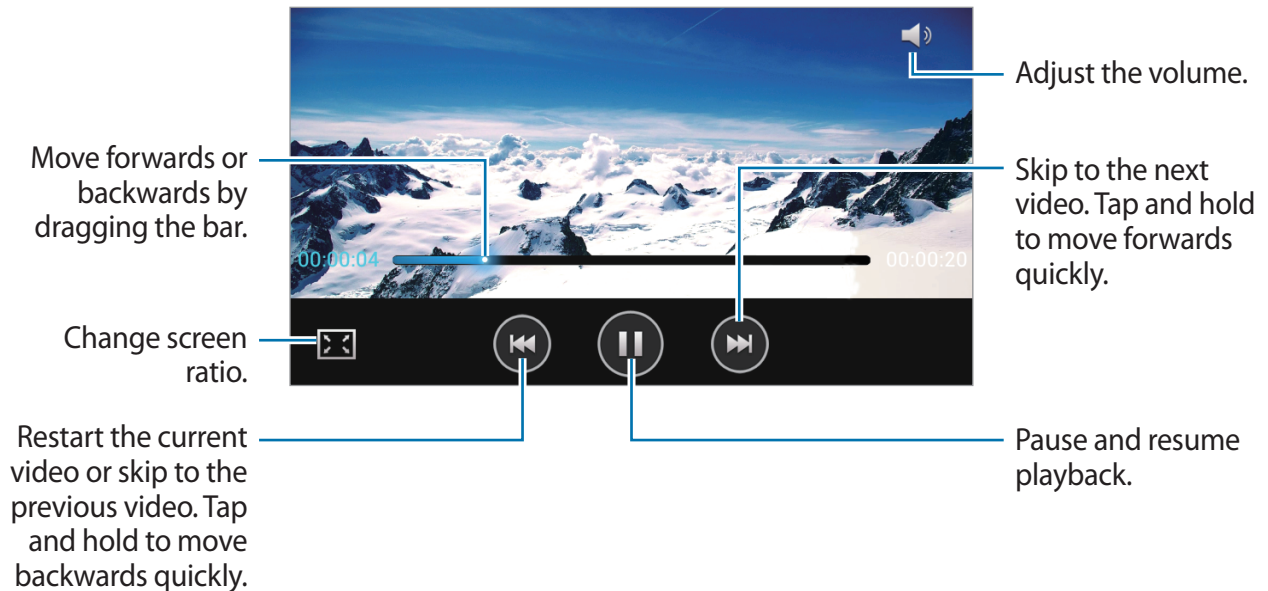 Adjust the volume.
Move forwards or
backwards by
dragging the bar.
Skip to the next
video. Tap and hold
to move forwards
quickly.
00:00:04
00:00:20
Change screen
ratio.
Restart the current
video or skip to the
previous video. Tap
and hold to move
backwards quickly.
Pause and resume
playback.